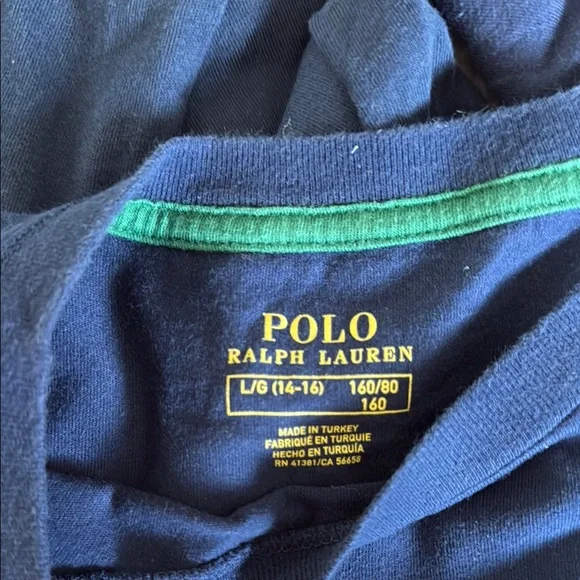 POLO
RALPH LAUREN
L/G (14-16) 160/80
160
MADE IN TURKEY
FABRIQUÉ EN TURQUIE
HECHO EN TURQUÍA
RN 41381/CA 56658